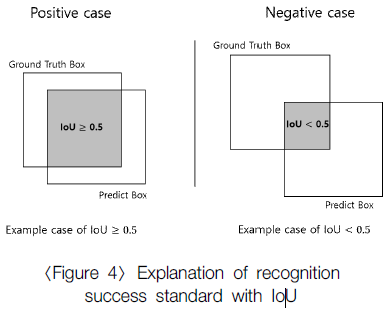 Positive case
Negative case
Ground Truth Box
IoU ≥ 0.5
Predict Box
Example case of IoU ≥ 0.5
Ground Truth Box
IoU < 0.5
Predict Box
Example case of IoU < 0.5
〈Figure 4〉 Explanation of recognition
success standard with IoU